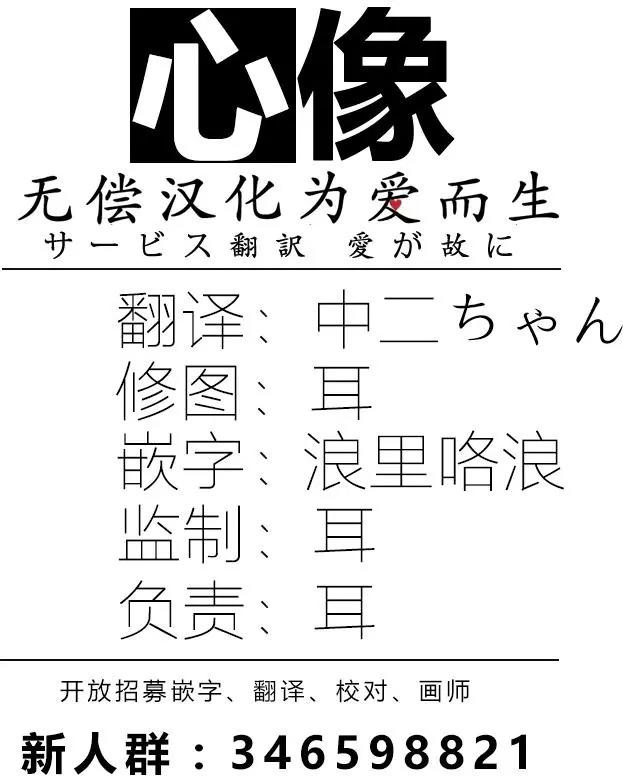 心像
无偿汉化为爱而生
サービス翻訳 愛が故に
翻译：中二ちゃん
修图：耳
嵌字：浪里咯浪
监制：耳
负责：耳
开放招募嵌字、翻译、校对、画师
新人群：346598821